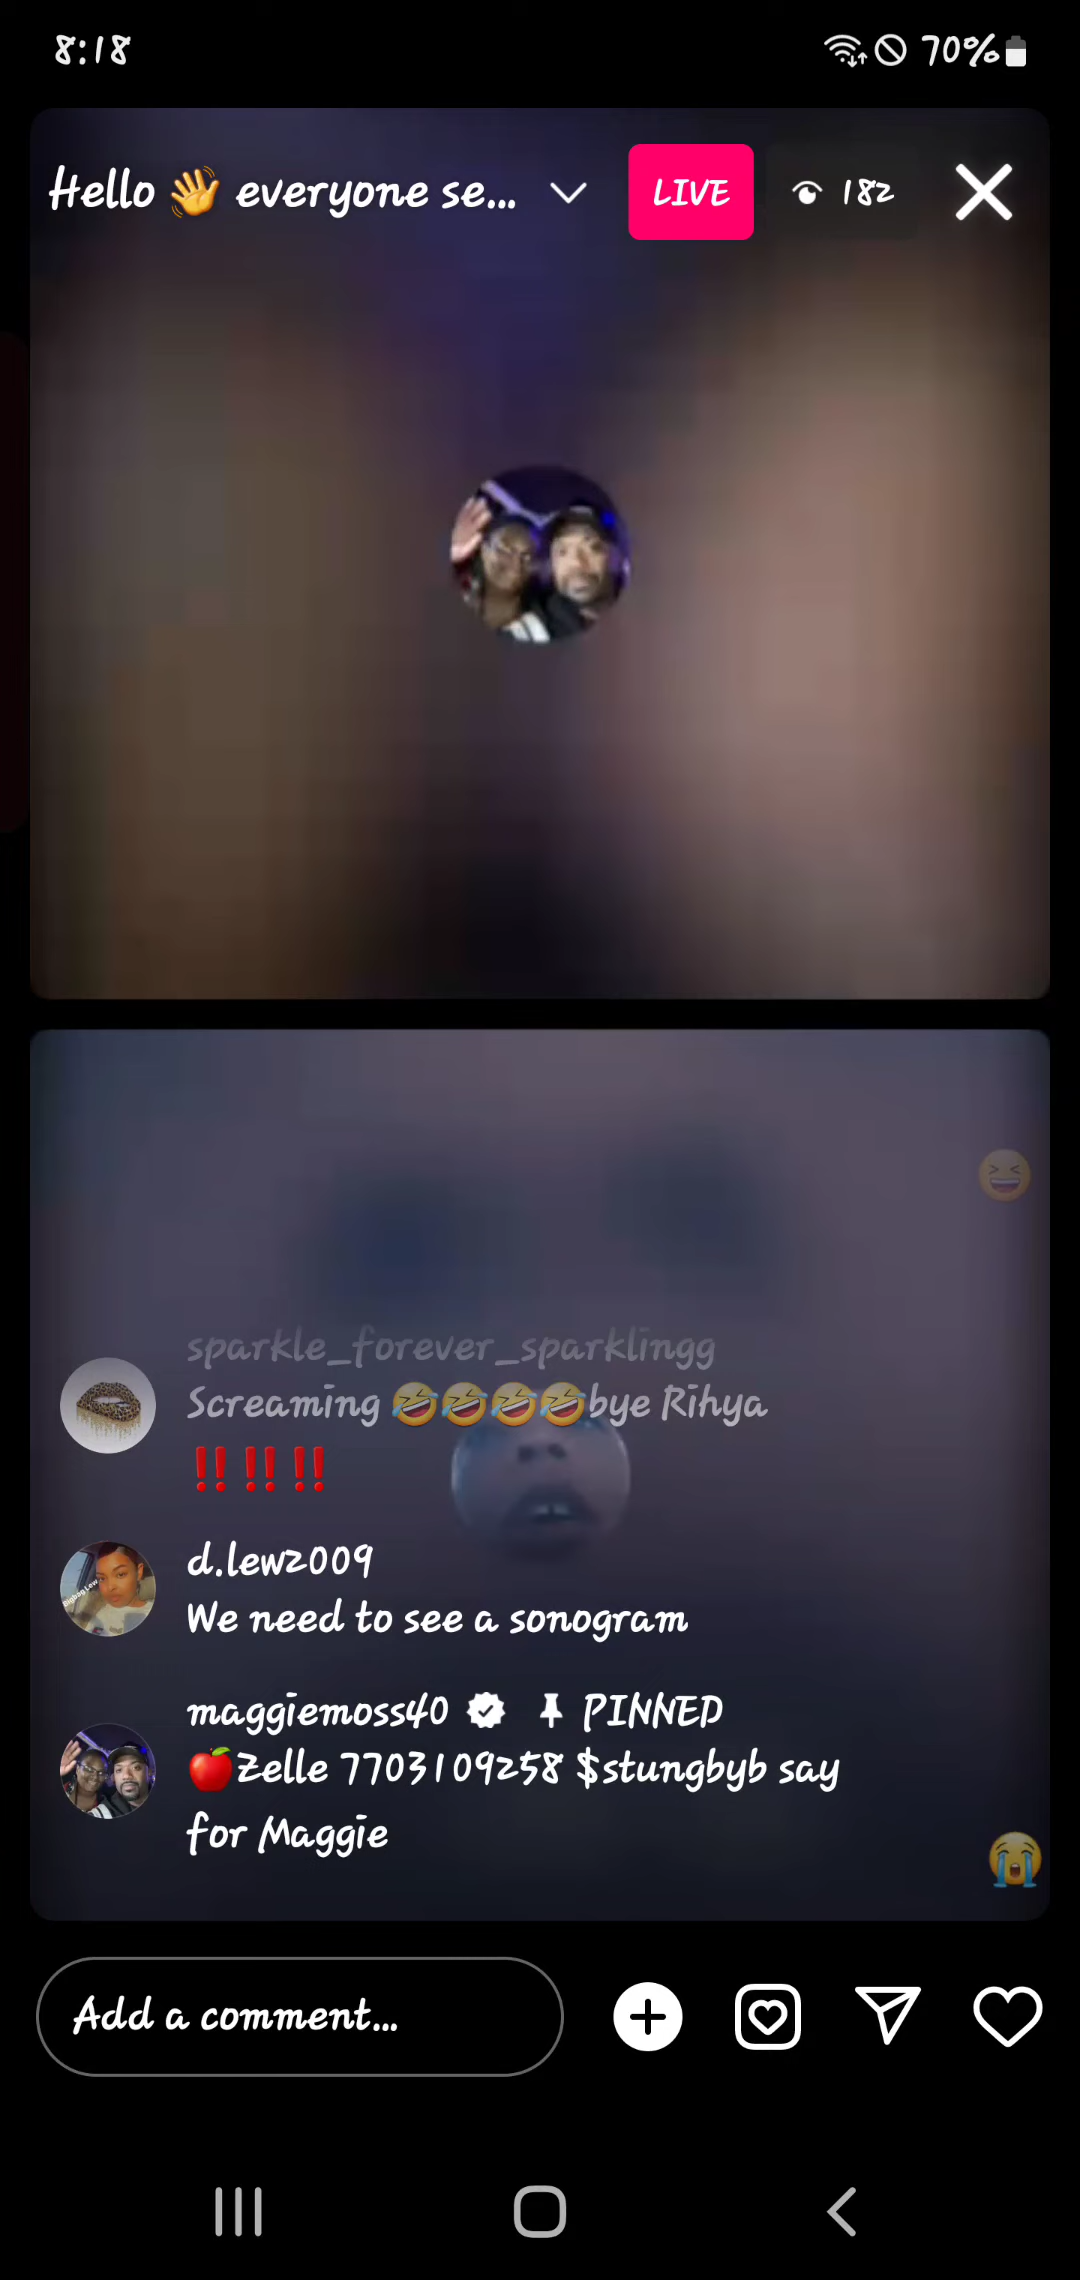 8:18
70%
Hello 👋 everyone se...
LIVE
182
sparkle_forever_sparklingg
Screaming 🤣🤣🤣🤣bye Rihya
‼️‼️‼️
d.lew2009
We need to see a sonogram
maggiemoss40 PINNED
🍎Zelle 7703109258 $stungbyb say
for Maggie
Add a comment...